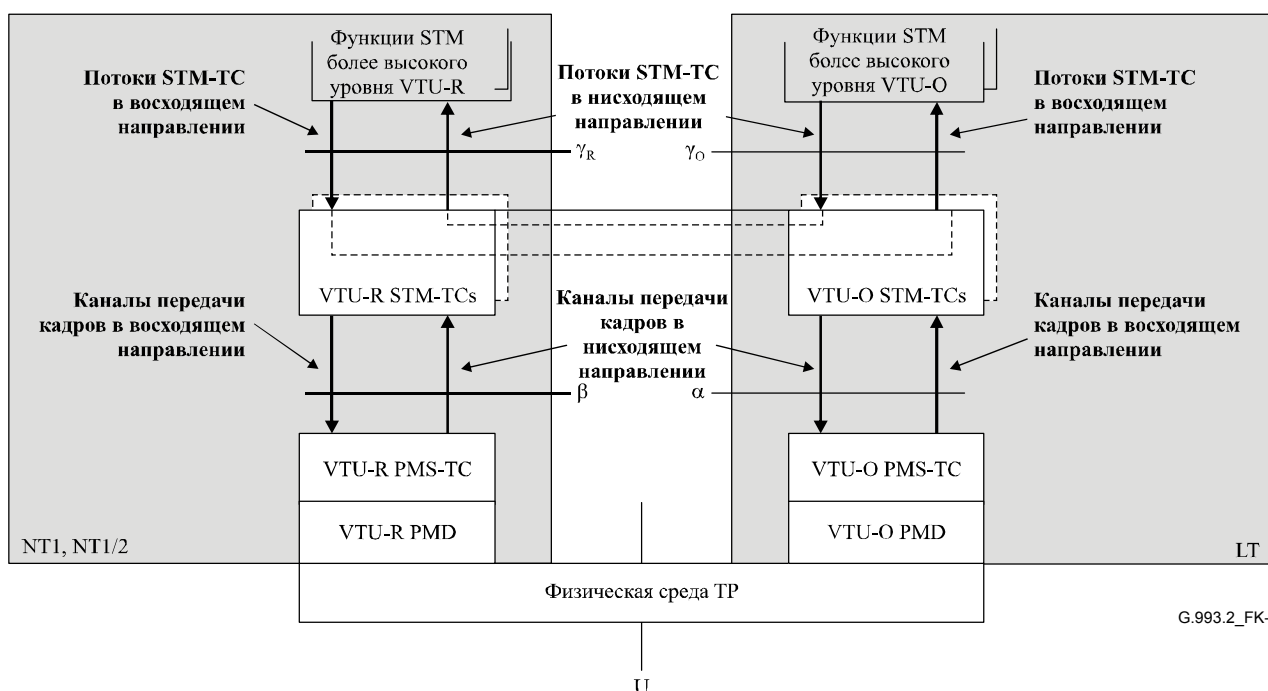 Функции STM
более высокого
уровня VTU-R
Функции STM
более высокого
уровня VTU-O
Потоки STM-TC
в восходящем
направлении
Потоки STM-TC
в нисходящем
направлении
Потоки STM-TC
в восходящем
направлении
γR
γO
VTU-R STM-TCs
VTU-O STM-TCs
Каналы передачи
кадров в восходящем
направлении
Каналы передачи
кадров в
нисходящем
направлении
Каналы передачи
кадров в восходящем
направлении
β
α
VTU-R PMS-TC
VTU-O PMS-TC
VTU-R PMD
VTU-O PMD
NT1, NT1/2
LT
Физическая среда TP
G.993.2_FK-
U